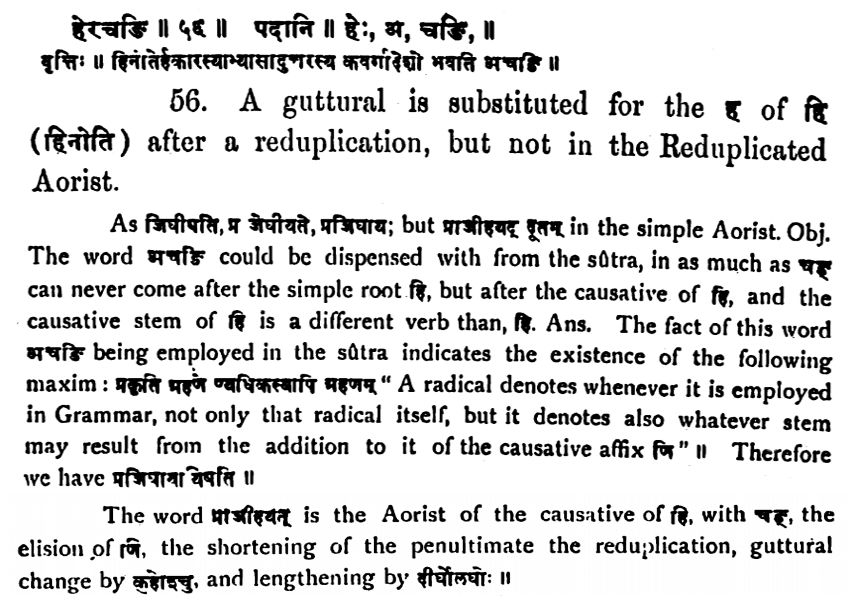 हेरचङि ॥ ५६ ॥ पदानि ॥ हेः, अ, चङि, ॥
वृत्तिः ॥ हिनोतेर्हकारस्याभ्यासादुत्तरस्य कवर्गादेशो भवति अचङि ॥
56. A guttural is substituted for the ह of हि
(हिनोति) after a reduplication, but not in the Reduplicated
Aorist.
As जिघीषति, प्र जेघीयते, प्रजिघाय; but प्राजीहयद् दूतम् in the simple Aorist. Obj.
The word अचङि could be dispensed with from the sûtra, in as much as चङ्
can never come after the simple root हि, but after the causative of हि, and the
causative stem of हि is a different verb than, हि. Ans. The fact of this word
अचङि being employed in the sûtra indicates the existence of the following
maxim : प्रकृति ग्रहणे ण्यधिकस्यापि ग्रहणम् “ A radical denotes whenever it is employed
in Grammar, not only that radical itself, but it denotes also whatever stem
may result from the addition to it of the causative affix णि ” ॥ Therefore
we have प्रजिघाया येषति ॥
The word प्राजीहयत् is the Aorist of the causative of हि, with चङ्, the
elision of णि, the shortening of the penultimate the reduplication, guttural
change by कुहोश्चु, and lengthening by दीर्घोलघोः ॥